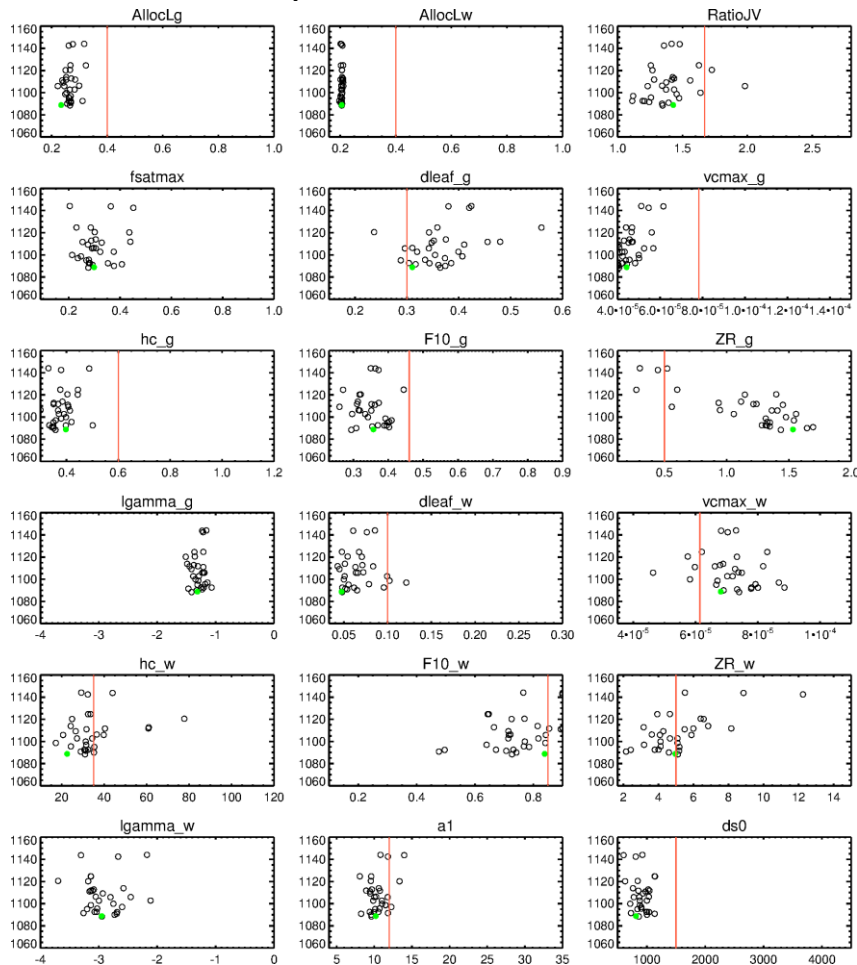 AllocLg AllocLw RatioJV
1160 1160 1160
1140 1140 1140
1120 1120 1120
1100 1100 1100
1080 1080 1080
1060 1060 1060
0.2 0.4 0.6 0.8 1.0 0.2 0.4 0.6 0.8 1.0 1.0 1.5 2.0 2.5
fsatmax dleaf_g vcmax_g
1160 1160 1160
1140 1140 1140
1120 1120 1120
1100 1100 1100
1080 1080 1080
1060 1060 1060
0.2 0.4 0.6 0.8 1.0 0.2 0.3 0.4 0.5 0.6 4.0•10⁻⁵ 6.0•10⁻⁵ 8.0•10⁻⁵ 1.0•10⁻⁴ 1.2•10⁻⁴ 1.4•10⁻⁴
hc_g F10_g ZR_g
1160 1160 1160
1140 1140 1140
1120 1120 1120
1100 1100 1100
1080 1080 1080
1060 1060 1060
0.4 0.6 0.8 1.0 1.2 0.3 0.4 0.5 0.6 0.7 0.8 0.9 0.5 1.0 1.5 2.0
lgamma_g dleaf_w vcmax_w
1160 1160 1160
1140 1140 1140
1120 1120 1120
1100 1100 1100
1080 1080 1080
1060 1060 1060
-4 -3 -2 -1 0 0.05 0.10 0.15 0.20 0.25 0.30 4•10⁻⁵ 6•10⁻⁵ 8•10⁻⁵ 1•10⁻⁴
hc_w F10_w ZR_w
1160 1160 1160
1140 1140 1140
1120 1120 1120
1100 1100 1100
1080 1080 1080
1060 1060 1060
20 40 60 80 100 120 0.2 0.4 0.6 0.8 2 4 6 8 10 12 14
lgamma_w a1 ds0
1160 1160 1160
1140 1140 1140
1120 1120 1120
1100 1100 1100
1080 1080 1080
1060 1060 1060
-4 -3 -2 -1 0 5 10 15 20 25 30 35 1000 2000 3000 4000